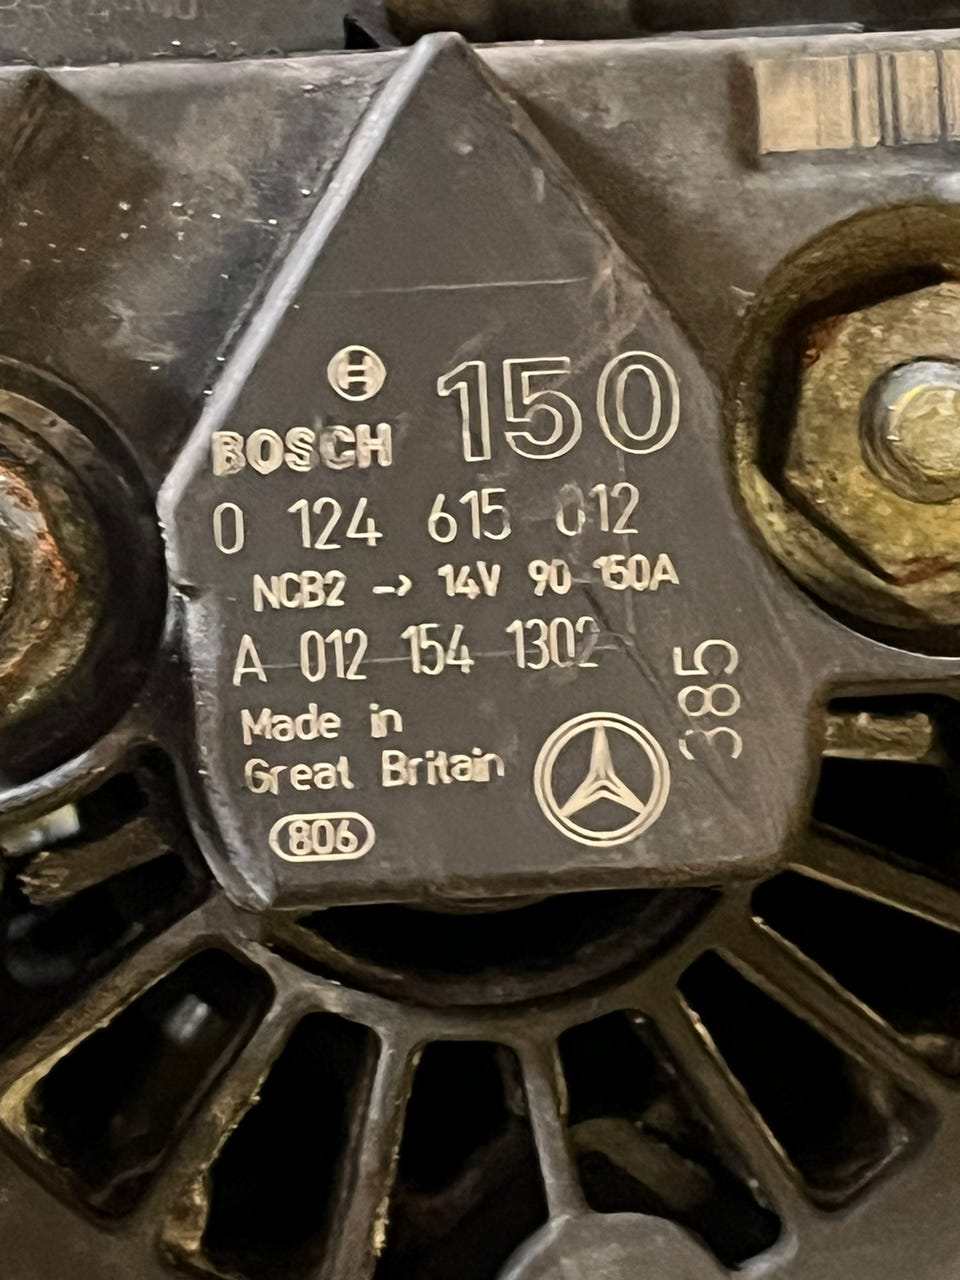 150
BOSCH
0 124 615 012
NCB2 -> 14V 90-150A
A 012 154 1302
Made in
Great Britain
385
806